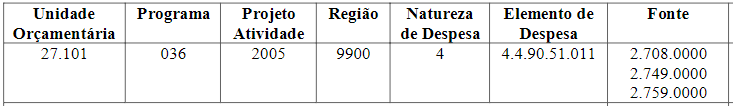 Unidade Orçamentária Programa Projeto Atividade Região Natureza de Despesa Elemento de Despesa Fonte
27.101 036 2005 9900 4 4.4.90.51.011 2.708.0000
2.749.0000
2.759.0000